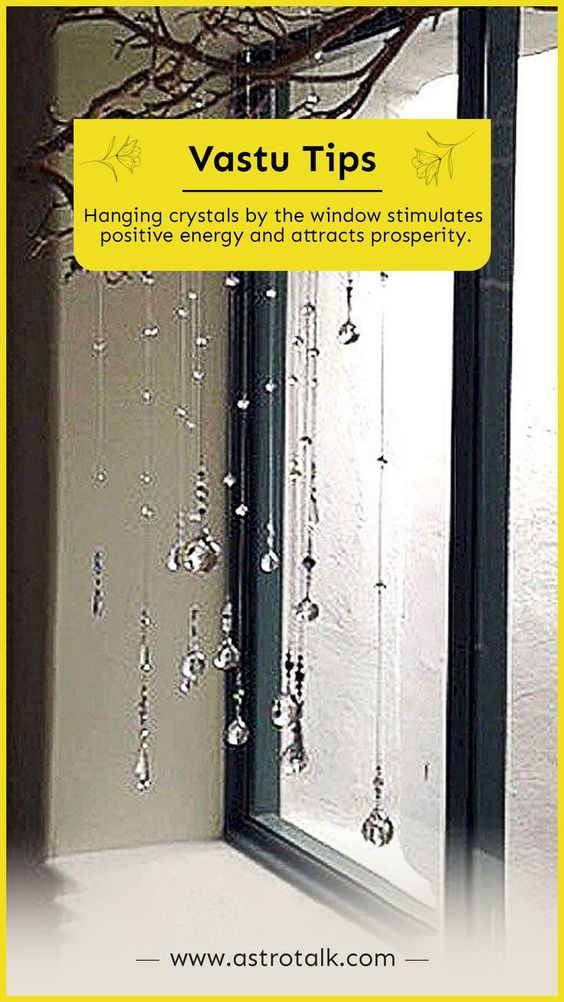 Vastu Tips
Hanging crystals by the window stimulates
positive energy and attracts prosperity.
www.astrotalk.com